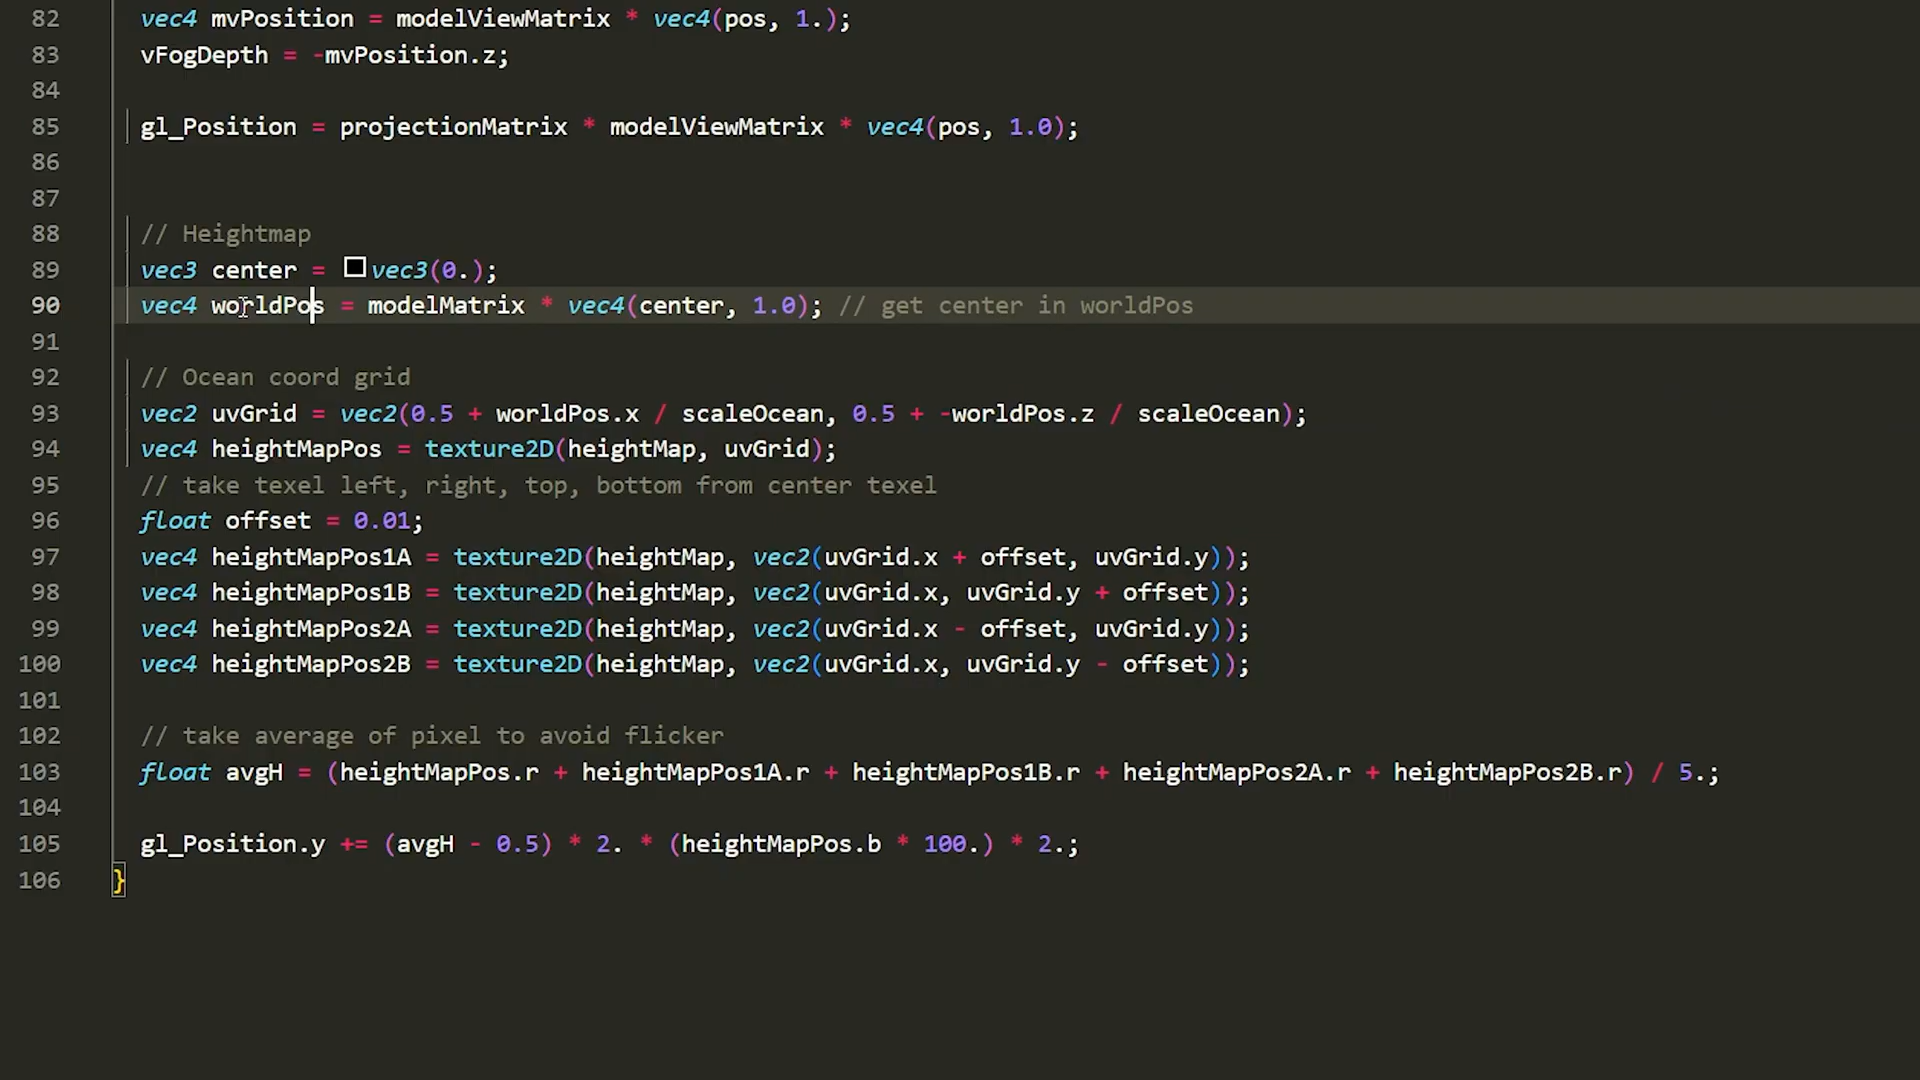 82 vec4 mvPosition = modelViewMatrix * vec4(pos, 1.);
83 vFogDepth = -mvPosition.z;
84
85 gl_Position = projectionMatrix * modelViewMatrix * vec4(pos, 1.0);
86
87
88 // Heightmap
89 vec3 center = vec3(0.);
90 vec4 worldPos = modelMatrix * vec4(center, 1.0); // get center in worldPos
91
92 // Ocean coord grid
93 vec2 uvGrid = vec2(0.5 + worldPos.x / scaleOcean, 0.5 + -worldPos.z / scaleOcean);
94 vec4 heightMapPos = texture2D(heightMap, uvGrid);
95 // take texel left, right, top, bottom from center texel
96 float offset = 0.01;
97 vec4 heightMapPos1A = texture2D(heightMap, vec2(uvGrid.x + offset, uvGrid.y));
98 vec4 heightMapPos1B = texture2D(heightMap, vec2(uvGrid.x, uvGrid.y + offset));
99 vec4 heightMapPos2A = texture2D(heightMap, vec2(uvGrid.x - offset, uvGrid.y));
100 vec4 heightMapPos2B = texture2D(heightMap, vec2(uvGrid.x, uvGrid.y - offset));
101
102 // take average of pixel to avoid flicker
103 float avgH = (heightMapPos.r + heightMapPos1A.r + heightMapPos1B.r + heightMapPos2A.r + heightMapPos2B.r) / 5.;
104
105 gl_Position.y += (avgH - 0.5) * 2. * (heightMapPos.b * 100.) * 2.;
106 }